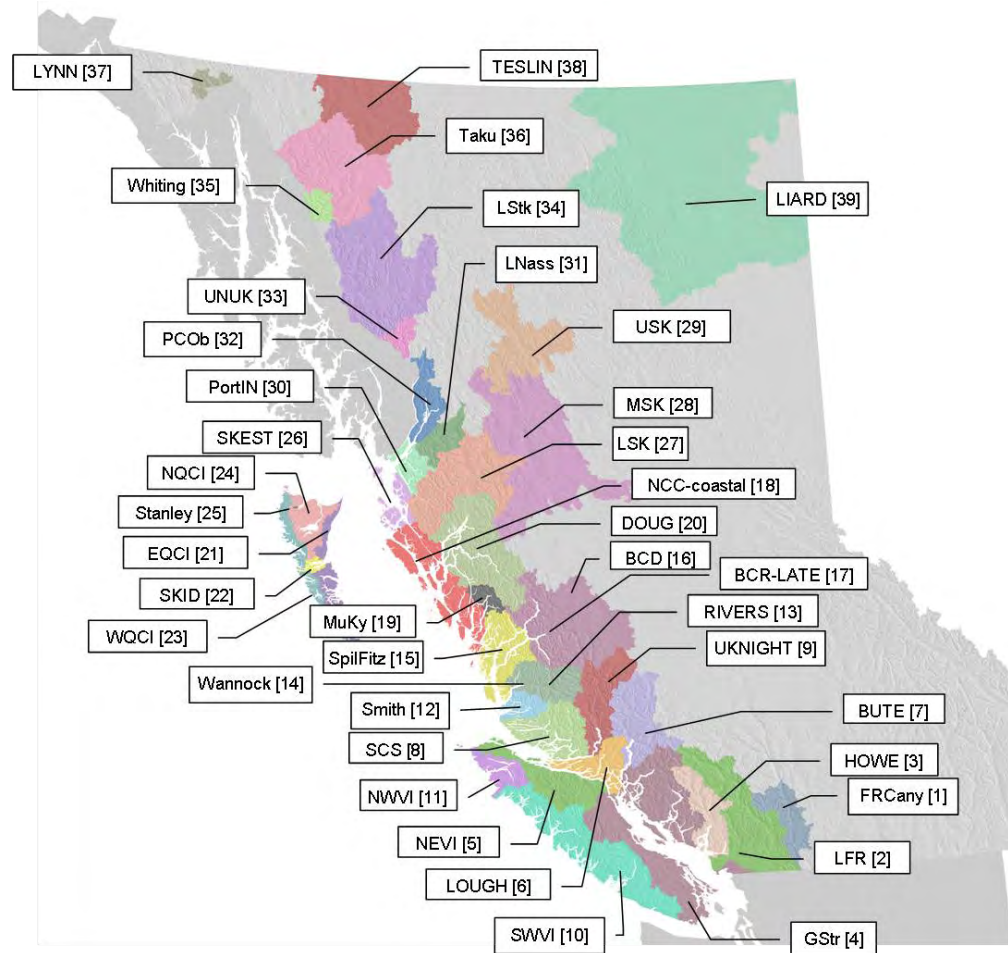 LYNN [37]
TESLIN [38]
Taku [36]
Whiting [35]
LIARD [39]
LStk [34]
LNass [31]
UNUK [33]
USK [29]
PCOb [32]
PortIN [30]
MSK [28]
SKEST [26]
LSK [27]
NQCI [24]
NCC-coastal [18]
Stanley [25]
DOUG [20]
EQCI [21]
BCD [16]
BCR-LATE [17]
SKID [22]
RIVERS [13]
MuKy [19]
WQCI [23]
UKNIGHT [9]
SpilFitz [15]
Wannock [14]
Smith [12]
BUTE [7]
SCS [8]
HOWE [3]
NWVI [11]
FRCany [1]
NEVI [5]
LFR [2]
LOUGH [6]
SWVI [10]
GStr [4]